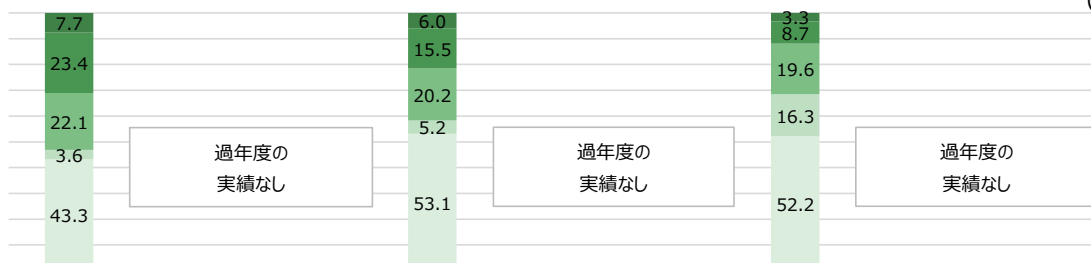 7.7
23.4
22.1
3.6
43.3
過年度の
実績なし
6.0
15.5
20.2
5.2
53.1
過年度の
実績なし
3.3
8.7
19.6
16.3
52.2
過年度の
実績なし